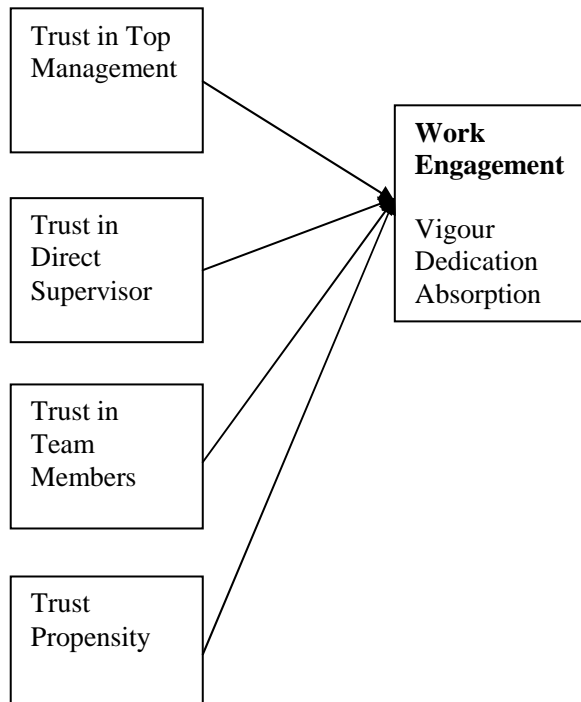 Trust in Top
Management
Work
Engagement
Vigour
Dedication
Absorption
Trust in
Direct
Supervisor
Trust in
Team
Members
Trust
Propensity